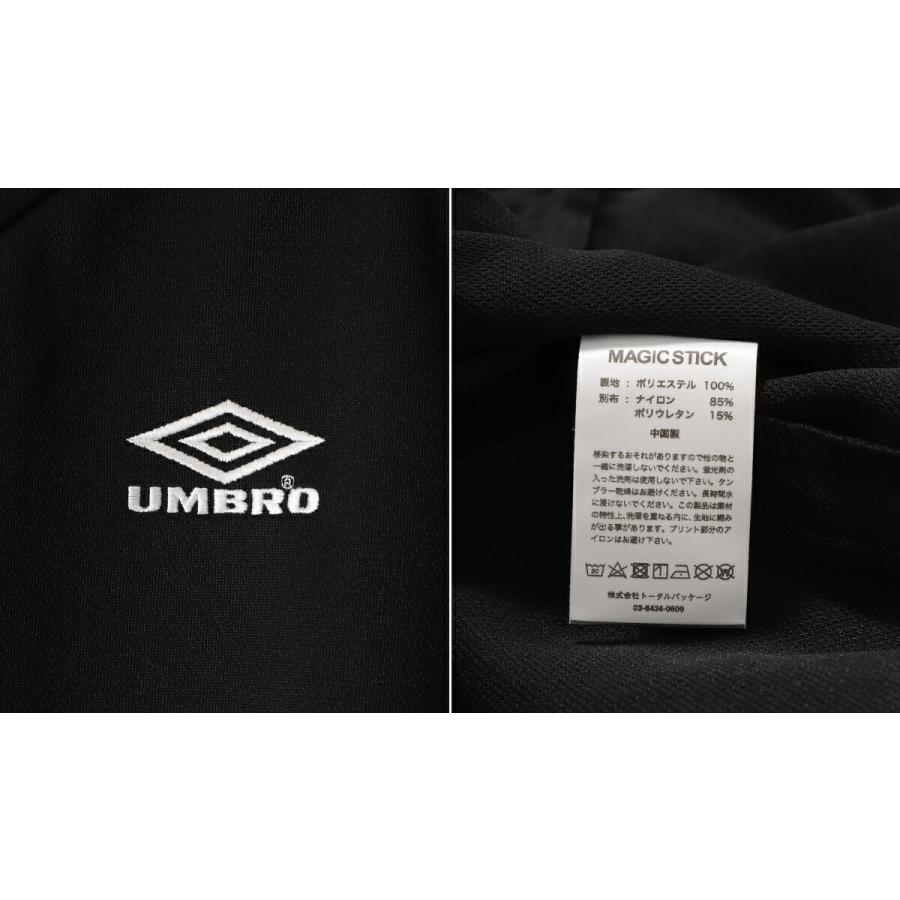 UMBRO®
MAGIC STICK
表地 : ポリエステル 100%
別布 : ナイロン 85%
ポリウレタン 15%
中国製
移染するおそれがありますので他の物と
一緒に洗濯しないでください。蛍光剤の
入った洗剤は使用しないで下さい。タン
ブラー乾燥はお避けください。長時間水
に浸けないでください。この製品は素材
の特性上、洗濯を重ねる内に、生地に縮み
が出る事があります。プリント部分のア
イロンはお避け下さい。
株式会社トータルパッケージ
03-6434-0609